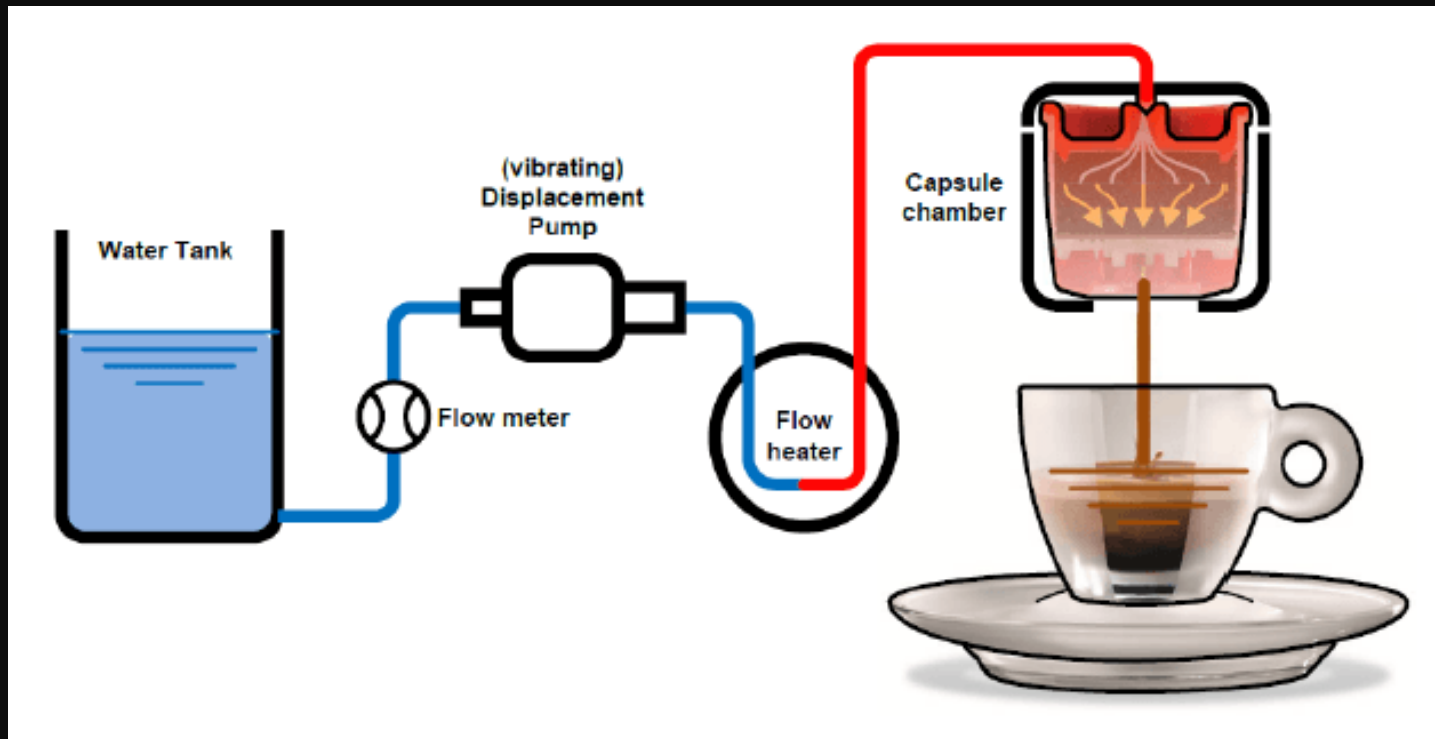 Water Tank
Flow meter
(vibrating)
Displacement
Pump
Flow
heater
Capsule
chamber